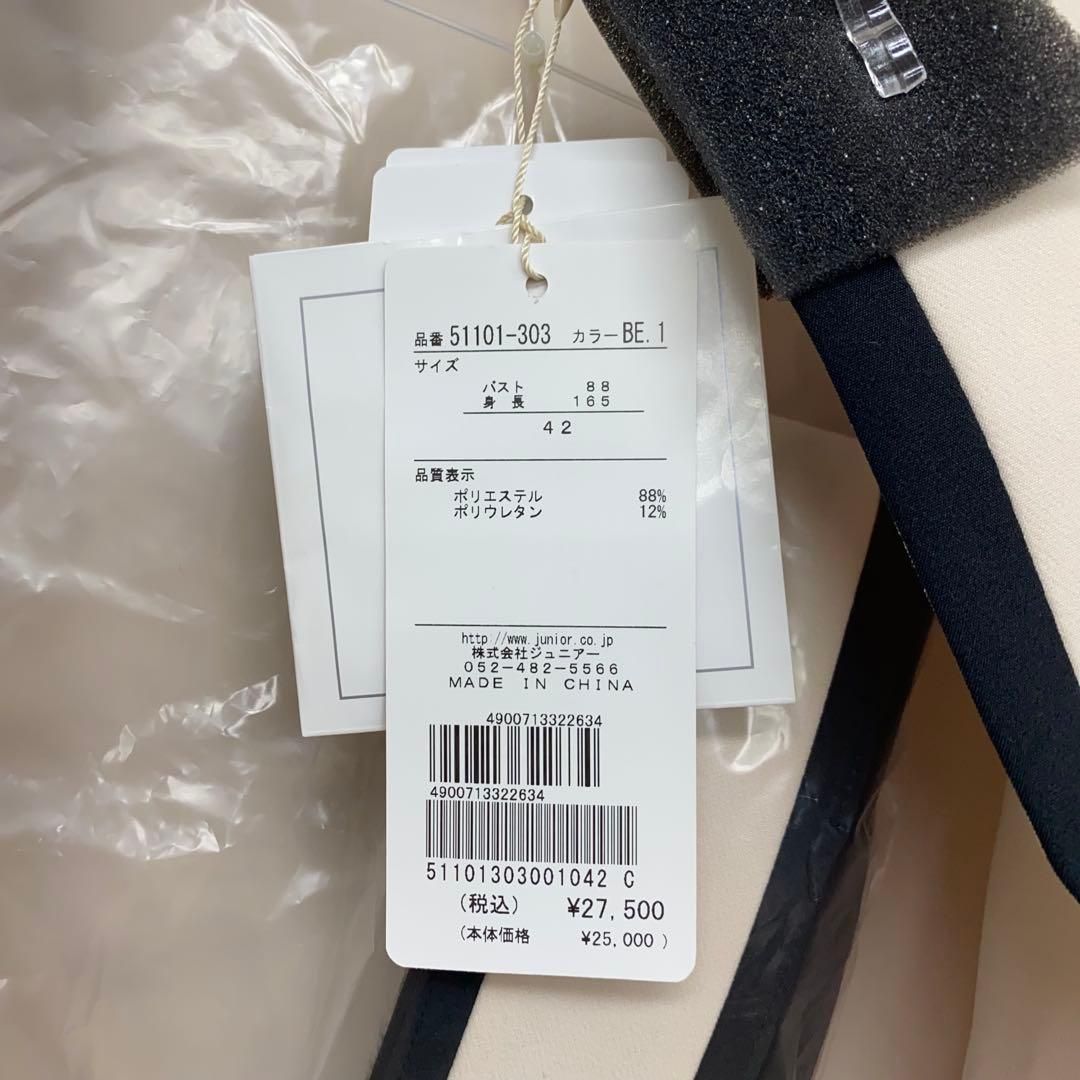 品番 51101-303 カラー BE.1
サイズ
バスト 88
身長 165
42
品質表示
ポリエステル 88%
ポリウレタン 12%
http://www.junior.co.jp
株式会社ジュニアー
052-482-5566
MADE IN CHINA
4900713322634
4900713322634
51101303001042 C
(税込) ¥27,500
(本体価格 ¥25,000 )